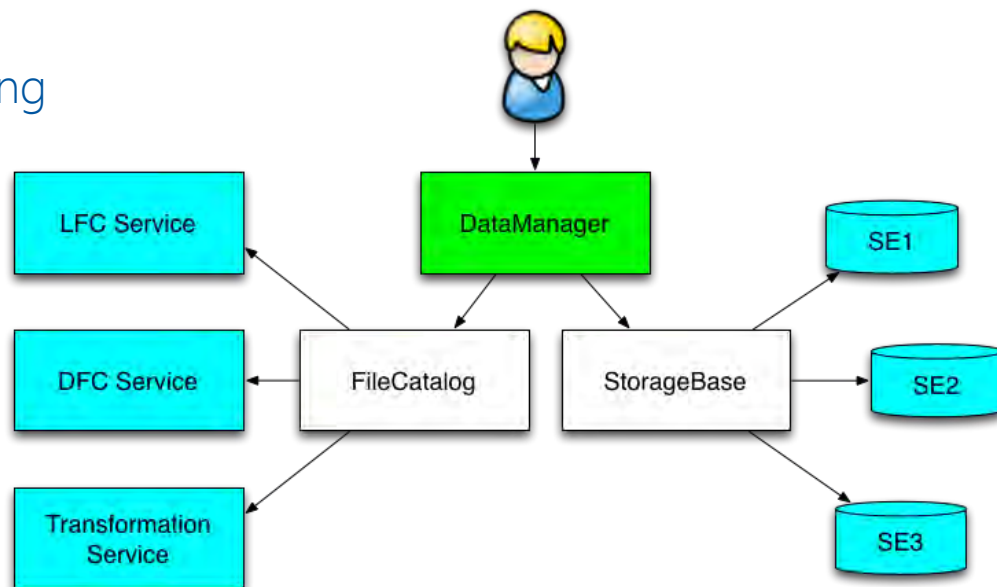 ng
DataManager
LFC Service
SE1
DFC Service
FileCatalog
StorageBase
SE2
Transformation
Service
SE3